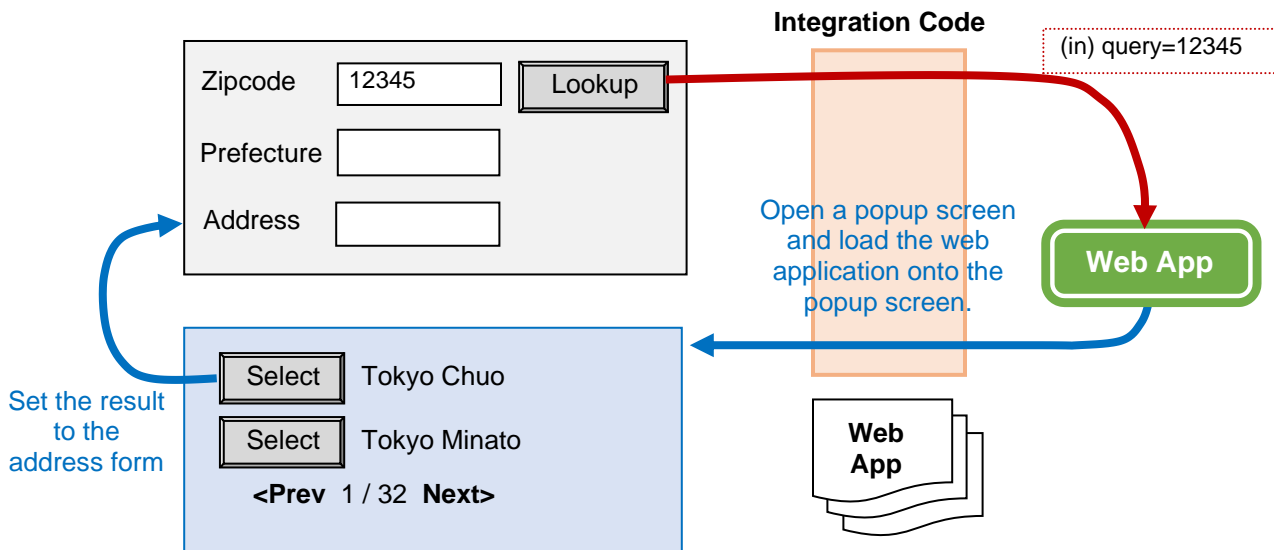 Integration Code
(in) query=12345
Zipcode 12345 Lookup
Prefecture
Address
Open a popup screen
and load the web
application onto the
popup screen.
Web App
Select Tokyo Chuo
Select Tokyo Minato
<Prev 1 / 32 Next>
Set the result
to the
address form
Web
App